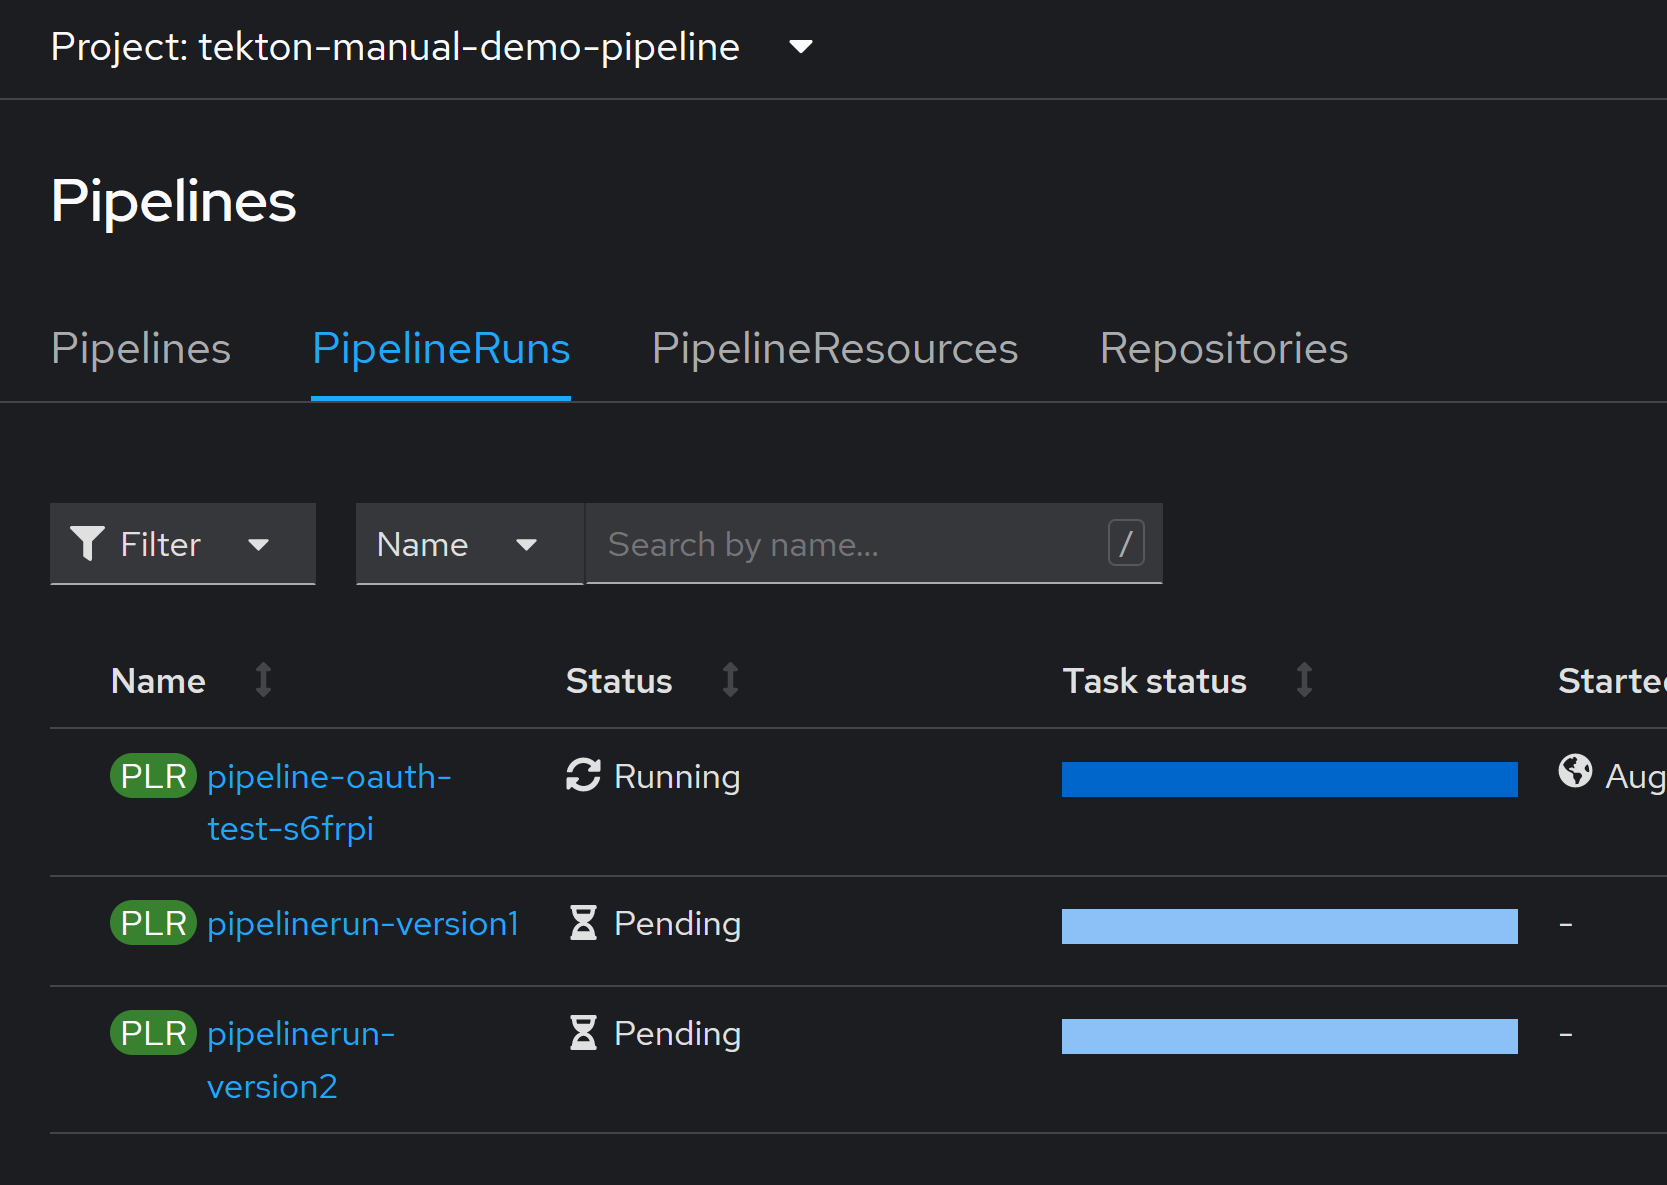 Project: tekton-manual-demo-pipeline
Pipelines
Pipelines PipelineRuns PipelineResources Repositories
Filter Name Search by name... /
Name Status Task status Started
PLR pipeline-oauth- Running Aug
test-s6frpi
PLR pipelinerun-version1 Pending -
PLR pipelinerun- Pending -
version2